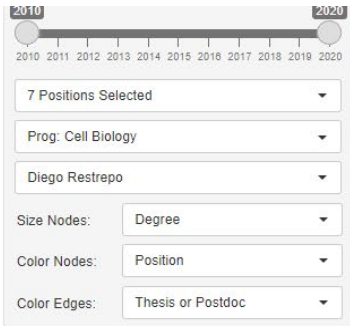 2010 2020
2010 2011 2012 2013 2014 2015 2016 2017 2018 2019 2020
7 Positions Selected
Prog: Cell Biology
Diego Restrepo
Size Nodes: Degree
Color Nodes: Position
Color Edges: Thesis or Postdoc